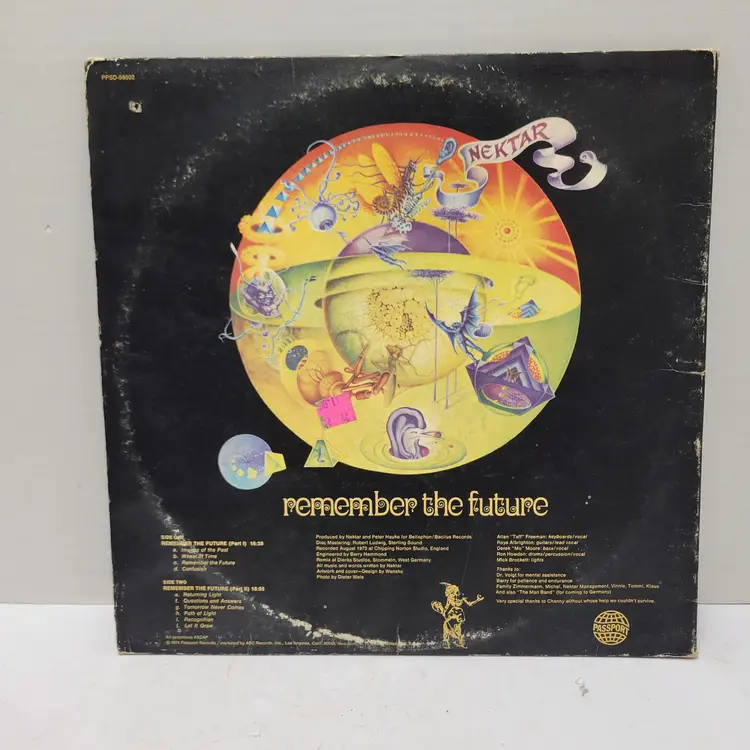 PPSD-98002
NEKTAR
remember the future
SIDE ONE
REMEMBER THE FUTURE (Part I) 16:38
a. Images of the Past
b. Wheel of Time
c. Remember the Future
d. Confusion
SIDE TWO
REMEMBER THE FUTURE (Part II) 18:55
e. Returning Light
f. Questions and Answers
g. Tomorrow Never Comes
h. Path of Light
i. Recognition
j. Let It Grow
All selections ASCAP
Produced by Nektar and Peter Hauke for Bellaphon/Bacillus Records
Disc Mastering: Robert Ludwig, Sterling Sound
Recorded August 1973 at Chipping Norton Studio, England
Engineered by Barry Hammond
Remix at Dierks Studios, Stommeln, West Germany
All music and words written by Nektar
Artwork and cover—Design by Wenske
Photo by Dieter Wels
Allan "Taff" Freeman: keyboards/vocal
Roye Albrighton: guitars/lead vocal
Derek "Mo" Moore: bass/vocal
Ron Howden: drums/percussion/vocal
Mick Brockett: lights
Thanks to:
Dr. Voigt for mental assistance
Barry for patience and endurance
Family Zimmermann, Michel, Nektar Management, Vinnie, Tommi, Klaus
And also "The Man Band" (for coming to Germany)
Very special thanks to Channy without whose help we couldn't survive.
PASSPORT